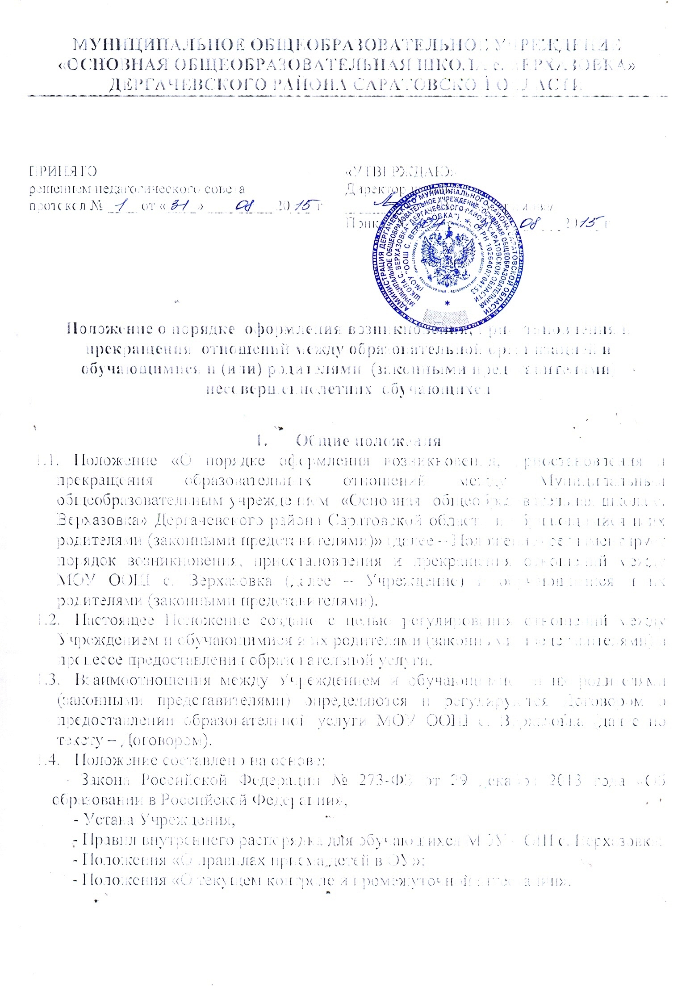 МУНИЦИПАЛЬНОЕ ОБЩЕОБРАЗОВАТЕЛЬНОЕ УЧРЕЖДЕНИЕ
«ОСНОВНАЯ ОБЩЕОБРАЗОВАТЕЛЬНАЯ ШКОЛА с. ВЕРХАЗОВКА»
ДЕРГАЧЕВСКОГО РАЙОНА САРАТОВСКОЙ ОБЛАСТИ
ПРИНЯТО
решением педагогического совета
протокол № 1 от « 31 » 08 20 15 г
«УТВЕРЖДАЮ»
Директор
08 2015 г
АДМИНИСТРАЦИЯ ДЕРГАЧЕВСКОГО МУНИЦИПАЛЬНОГО РАЙОНА САРАТОВСКОЙ ОБЛАСТИ
МУНИЦИПАЛЬНОЕ ОБЩЕОБРАЗОВАТЕЛЬНОЕ УЧРЕЖДЕНИЕ "ОСНОВНАЯ ОБЩЕОБРАЗОВАТЕЛЬНАЯ
ШКОЛА С. ВЕРХАЗОВКА" ДЕРГАЧЕВСКОГО РАЙОНА САРАТОВСКОЙ ОБЛАСТИ
(МОУ "ООШ С. ВЕРХАЗОВКА") * ОГРН 1026400704153
ИНН 6410005229
Положение о порядке оформления возникновения, приостановления и
прекращения отношений между образовательной организацией и
обучающимися и (или) родителями (законными представителями)
несовершеннолетних обучающихся
1. Общие положения
1.1. Положение «О порядке оформления возникновения, приостановления и
прекращения образовательных отношений между Муниципальным
общеобразовательным учреждением «Основная общеобразовательная школа с.
Верхазовка» Дергачевского района Саратовской области и обучающимися и их
родителями (законными представителями)» (далее – Положение) регламентирует
порядок возникновения, приостановления и прекращения отношений между
МОУ ООШ с. Верхазовка (далее – Учреждение) и обучающимися и их
родителями (законными представителями).
1.2. Настоящее Положение создано с целью регулирования отношений между
Учреждением и обучающимися и их родителями (законными представителями) в
процессе предоставления образовательной услуги.
1.3. Взаимоотношения между Учреждением и обучающимися и их родителями
(законными представителями) определяются и регулируются Договором о
предоставлении образовательной услуги МОУ ООШ с. Верхазовка (далее по
тексту – Договором).
1.4. Положение составлено на основе:
- Закона Российской Федерации № 273-ФЗ от 29 декабря 2013 года «Об
образовании в Российской Федерации»,
- Устава Учреждения,
- Правил внутреннего распорядка для обучающихся МОУ ООШ с. Верхазовка;
- Положения «О правилах приема детей в ОУ»;
- Положения «О текущем контроле и промежуточной аттестации».